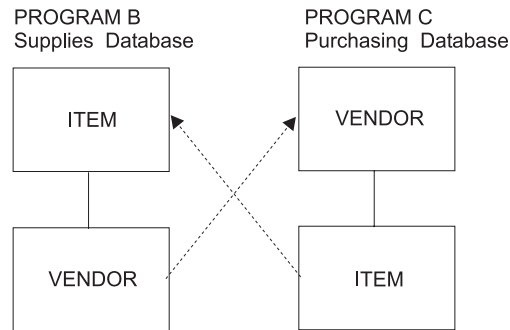 PROGRAM B
Supplies Database
PROGRAM C
Purchasing Database
ITEM
VENDOR
VENDOR
ITEM